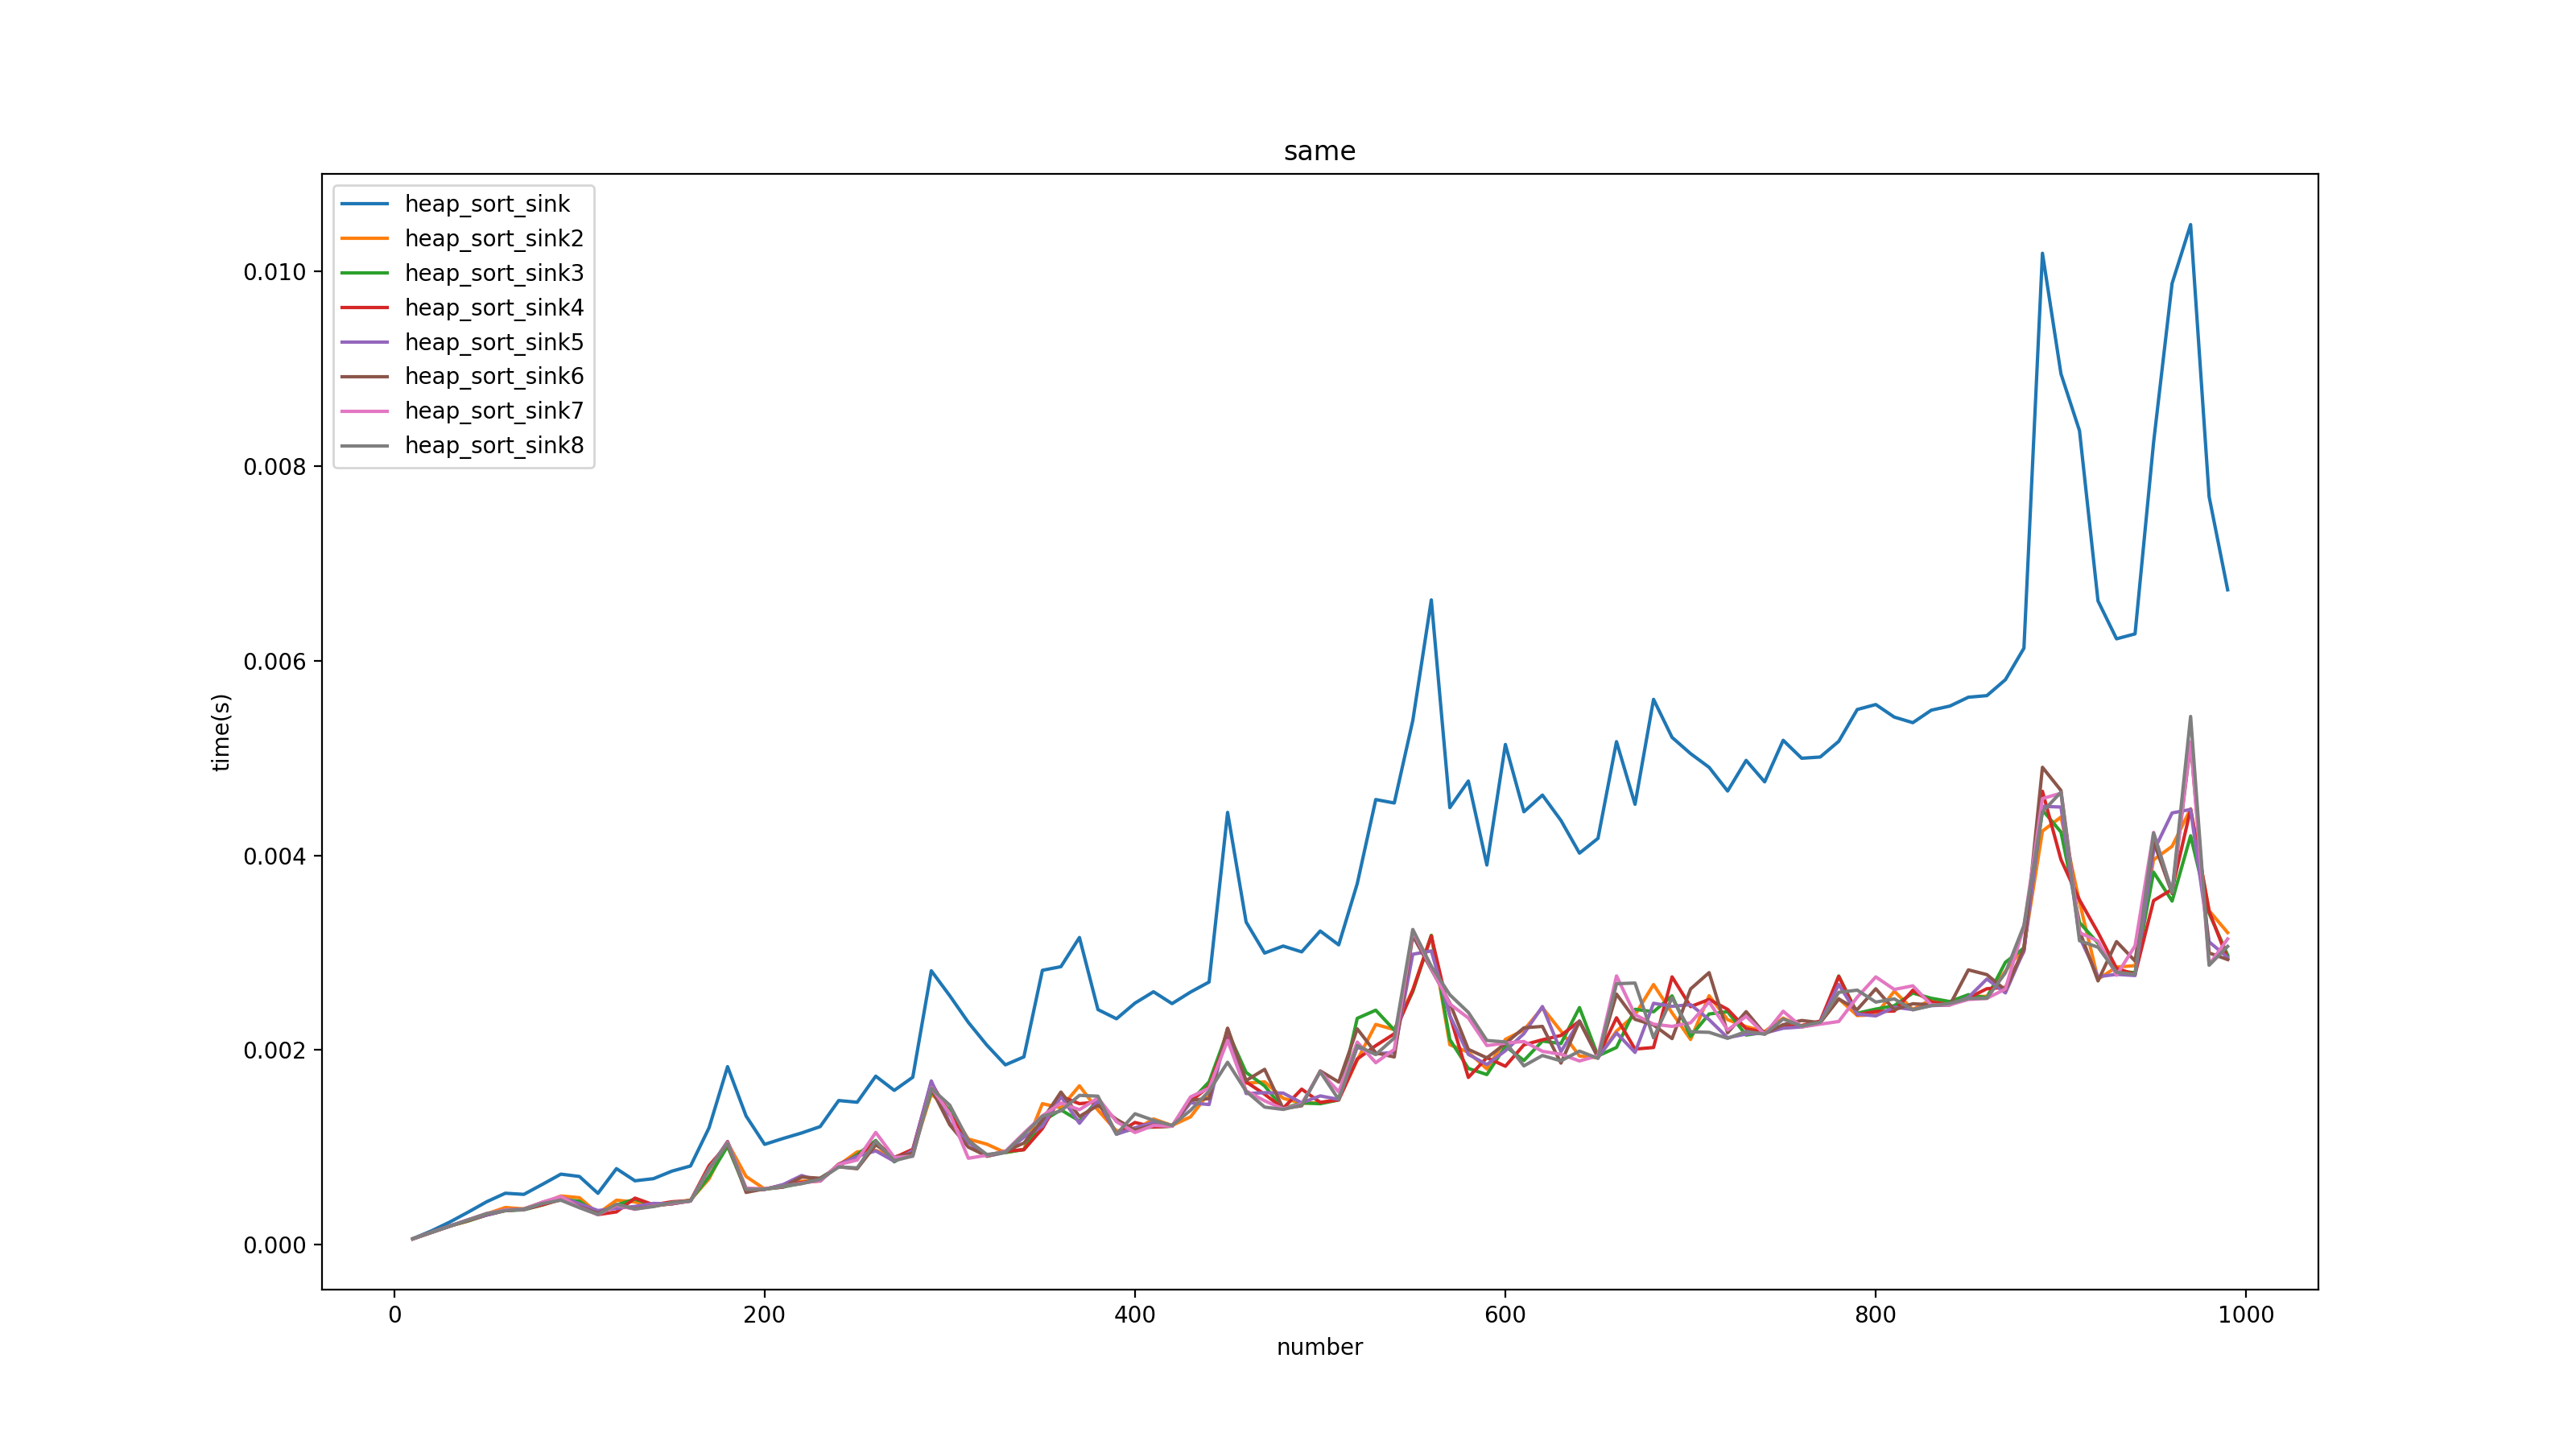 same
heap_sort_sink
heap_sort_sink2
heap_sort_sink3
heap_sort_sink4
heap_sort_sink5
heap_sort_sink6
heap_sort_sink7
heap_sort_sink8
0.010
0.008
0.006
0.004
0.002
0.000
time(s)
0 200 400 600 800 1000
number